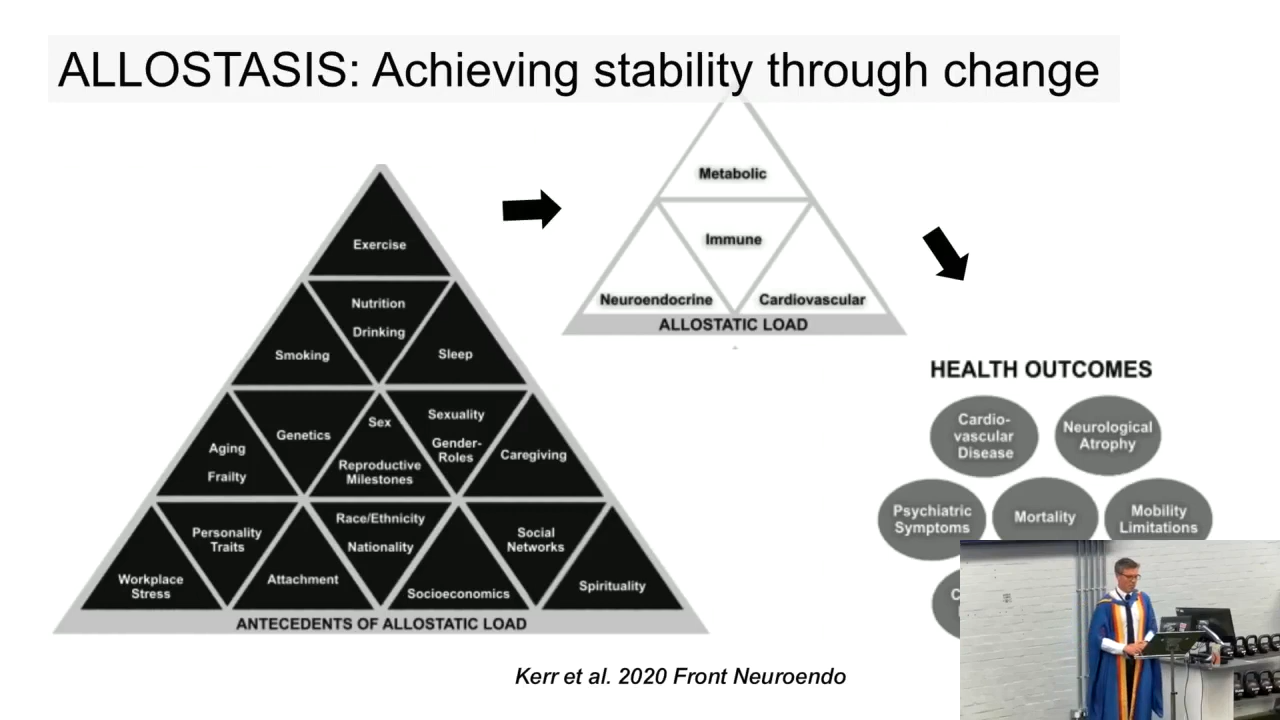 ALLOSTASIS: Achieving stability through change
Exercise
Nutrition
Drinking
Smoking
Sleep
Aging
Frailty
Genetics
Sex
Reproductive
Milestones
Sexuality
Gender-
Roles
Caregiving
Workplace
Stress
Personality
Traits
Attachment
Race/Ethnicity
Nationality
Socioeconomics
Social
Networks
Spirituality
ANTECEDENTS OF ALLOSTATIC LOAD
Metabolic
Immune
Neuroendocrine
Cardiovascular
ALLOSTATIC LOAD
HEALTH OUTCOMES
Cardio-
vascular
Disease
Neurological
Atrophy
Psychiatric
Symptoms
Mortality
Mobility
Limitations
Kerr et al. 2020 Front Neuroendo